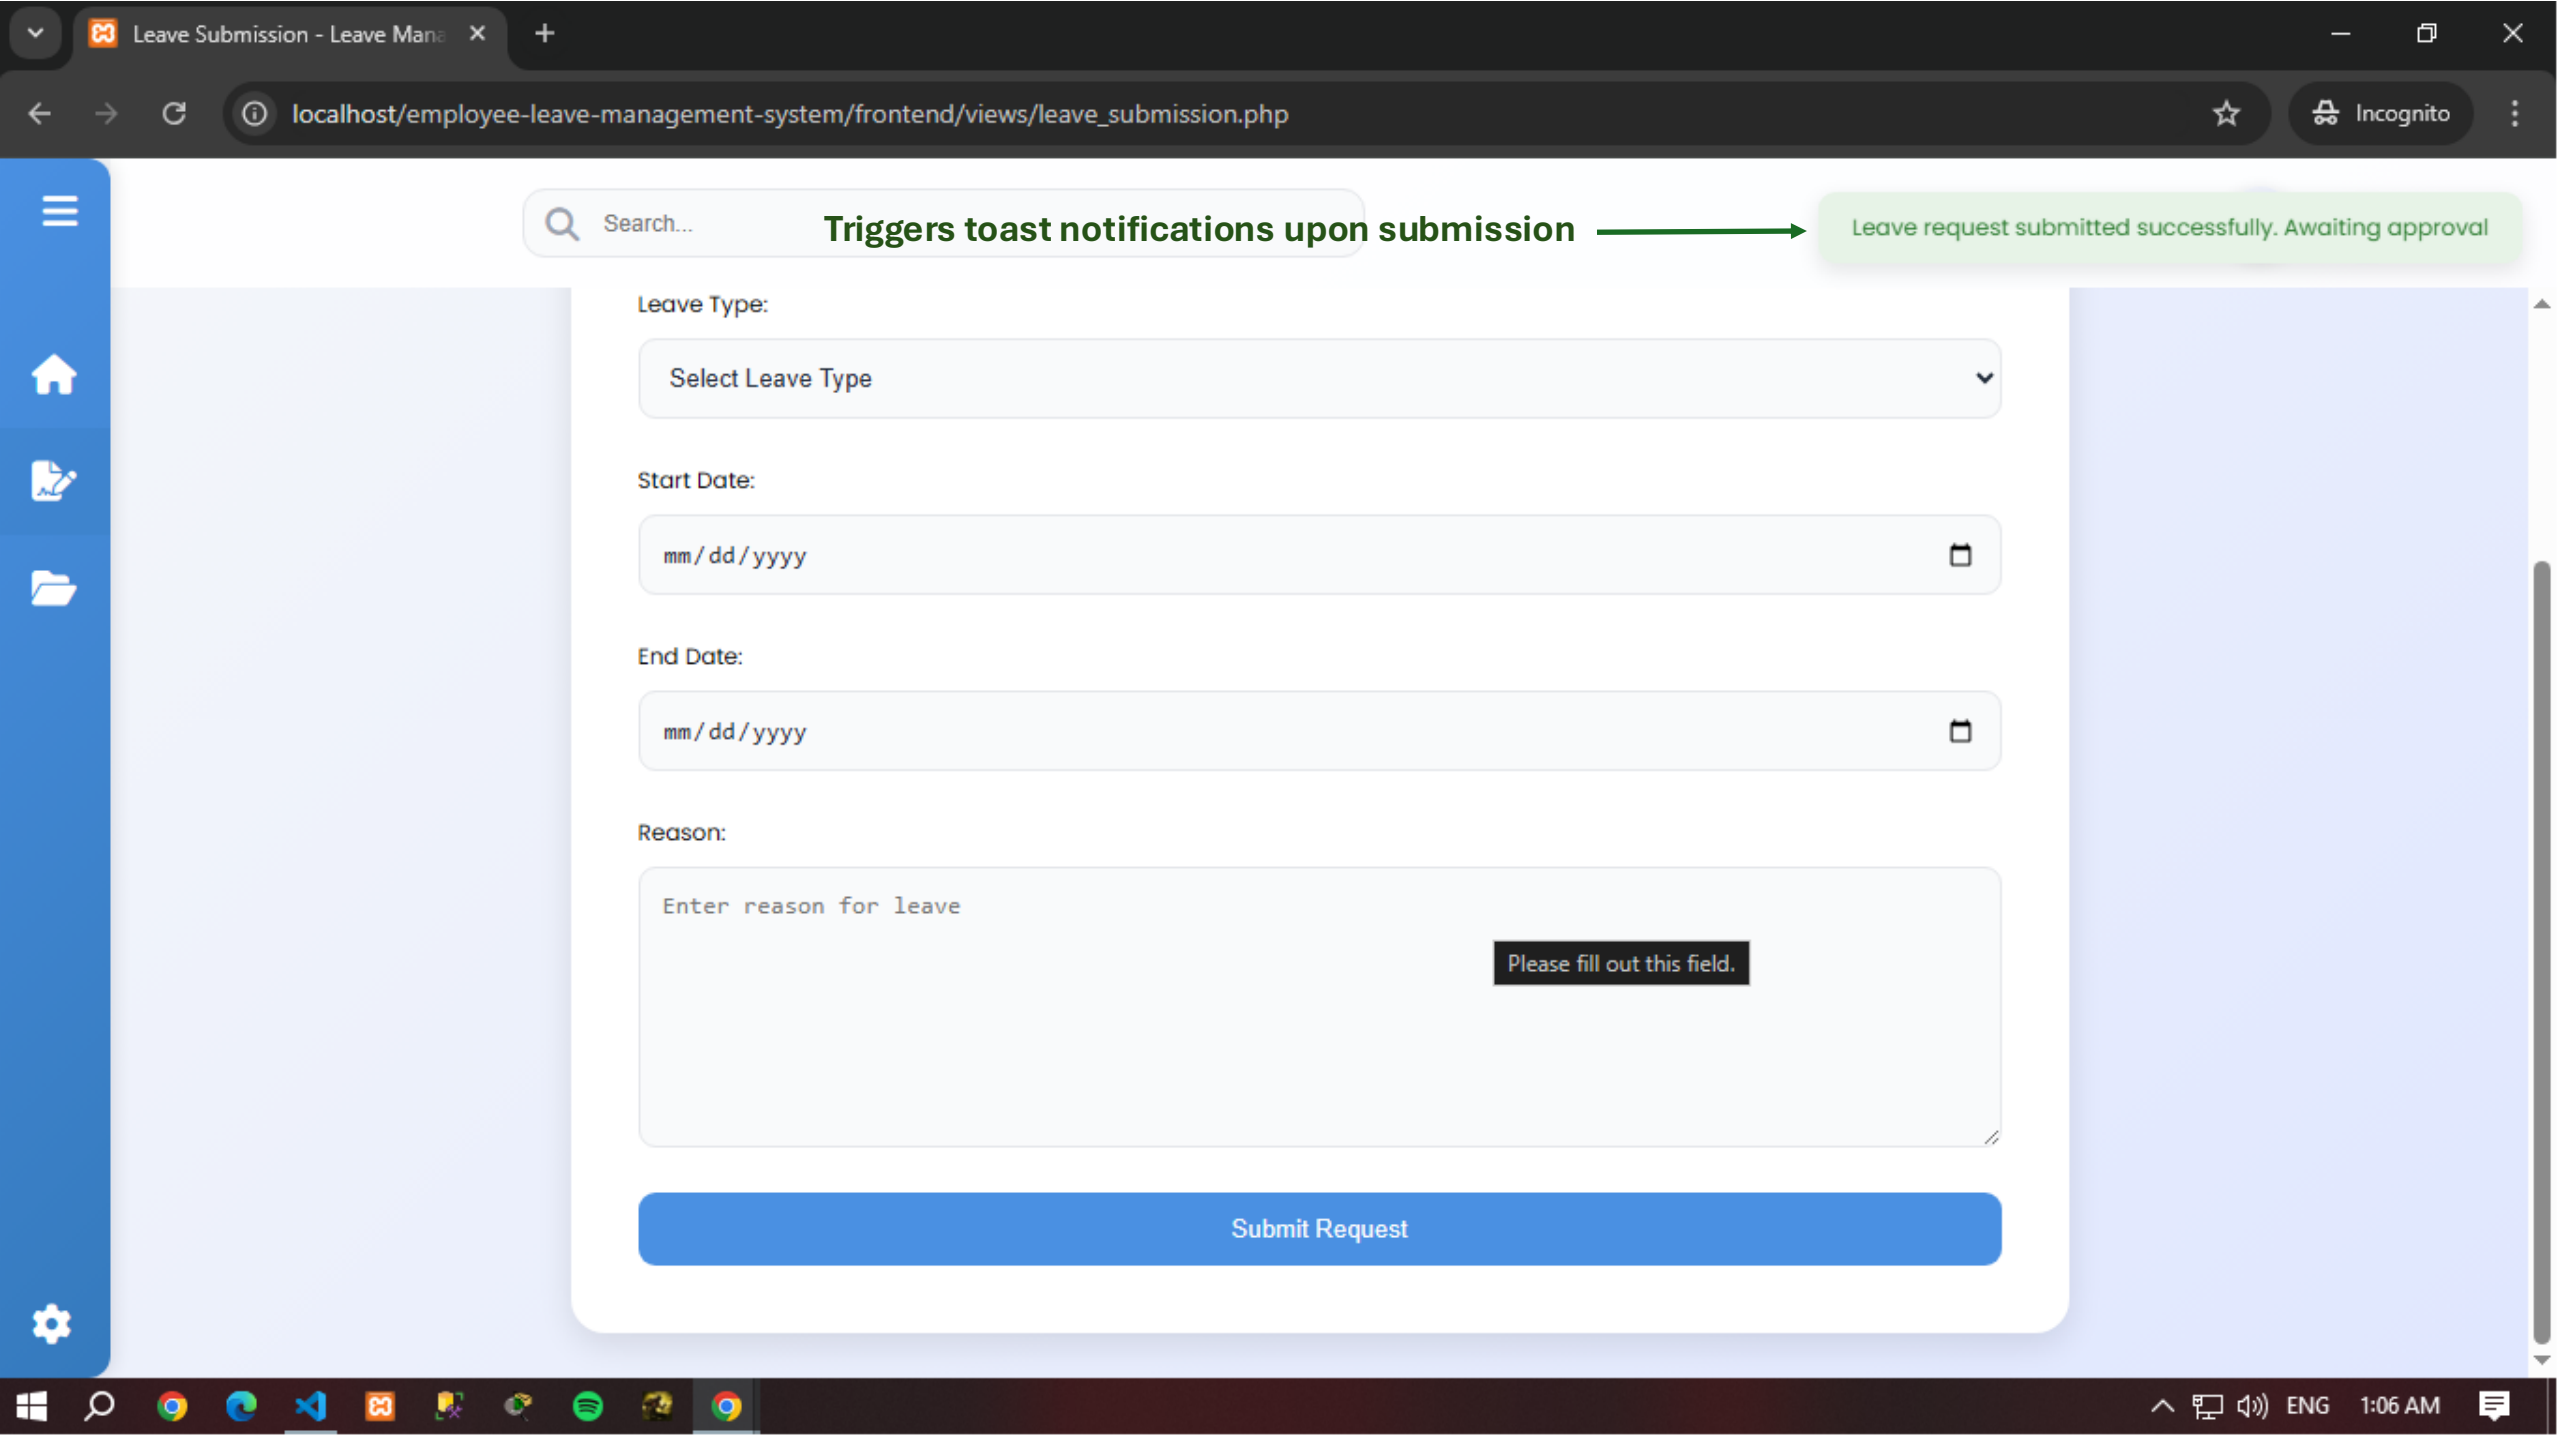 Leave Submission - Leave Mana
localhost/employee-leave-management-system/frontend/views/leave_submission.php
Incognito
Search...
Triggers toast notifications upon submission
Leave request submitted successfully. Awaiting approval
Leave Type:
Select Leave Type
Start Date:
mm/dd/yyyy
End Date:
mm/dd/yyyy
Reason:
Enter reason for leave
Please fill out this field.
Submit Request
ENG
1:06 AM